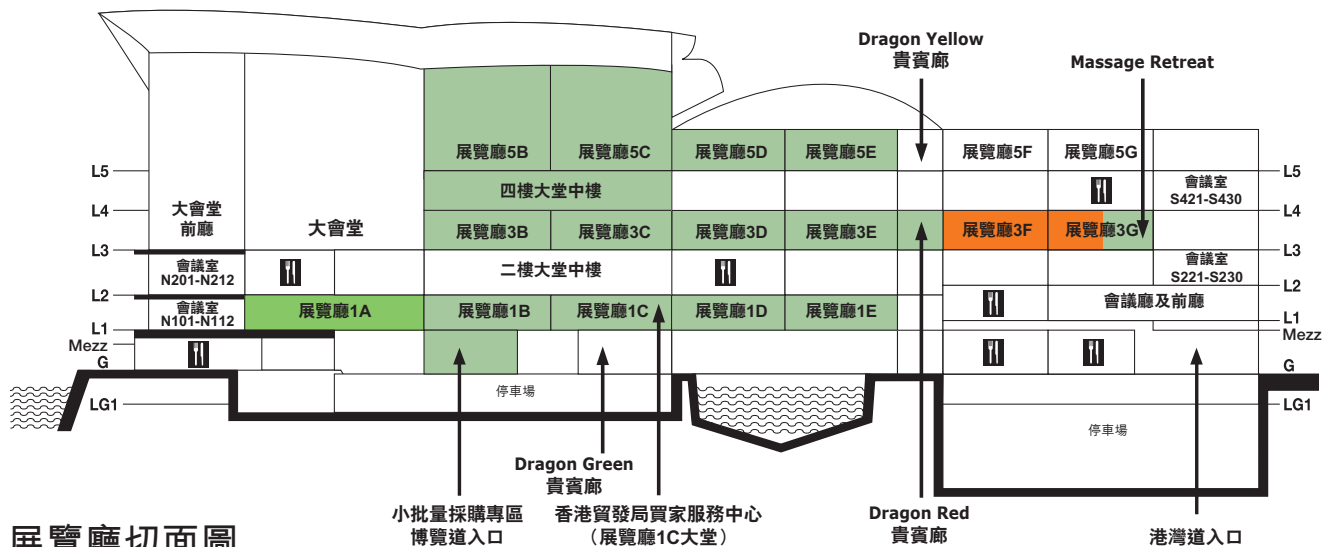 Dragon Yellow
貴賓廊
Massage Retreat
展覽廳5B
展覽廳5C
展覽廳5D
展覽廳5E
展覽廳5F
展覽廳5G
L5
L5
四樓大堂中樓
會議室
S421-S430
L4
L4
大會堂
前廳
大會堂
展覽廳3B
展覽廳3C
展覽廳3D
展覽廳3E
展覽廳3F
展覽廳3G
L3
L3
會議室
N201-N212
二樓大堂中樓
會議室
S221-S230
L2
L2
會議室
N101-N112
展覽廳1A
展覽廳1B
展覽廳1C
展覽廳1D
展覽廳1E
會議廳及前廳
L1
L1
Mezz
Mezz
G
G
停車場
LG1
LG1
停車場
Dragon Green
貴賓廊
小批量採購專區
博覽道入口
香港貿發局買家服務中心
（展覽廳1C大堂）
Dragon Red
貴賓廊
港灣道入口
展覽廳切面圖